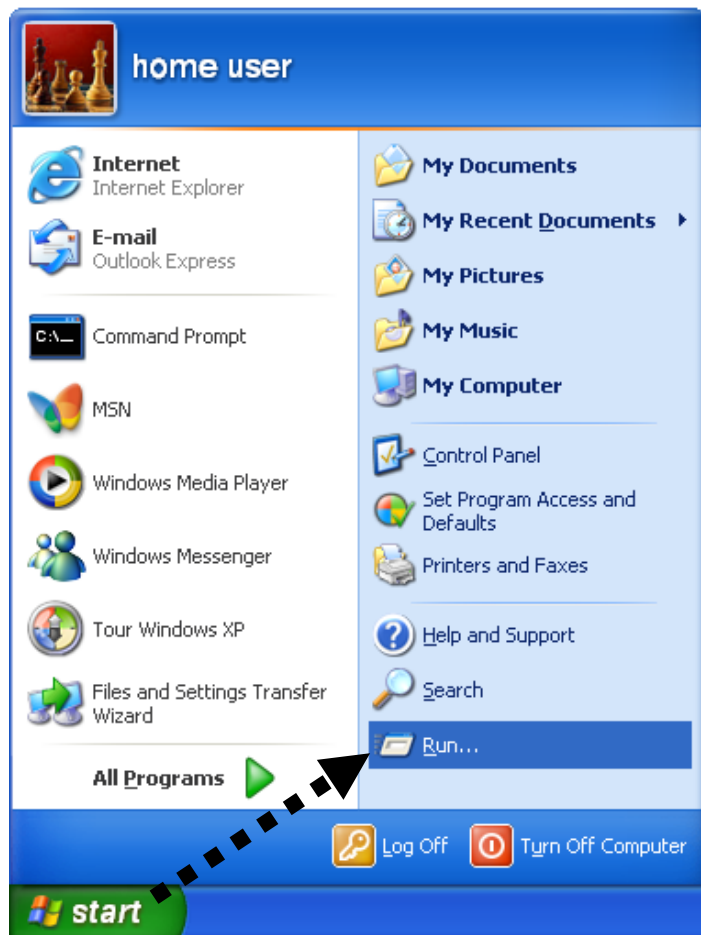 home user
Internet
Internet Explorer
E-mail
Outlook Express
C:\_
Command Prompt
MSN
Windows Media Player
Windows Messenger
Tour Windows XP
Files and Settings Transfer
Wizard
All Programs
My Documents
My Recent Documents
My Pictures
My Music
My Computer
Control Panel
Set Program Access and
Defaults
Printers and Faxes
Help and Support
Search
Run...
Log Off
Turn Off Computer
start